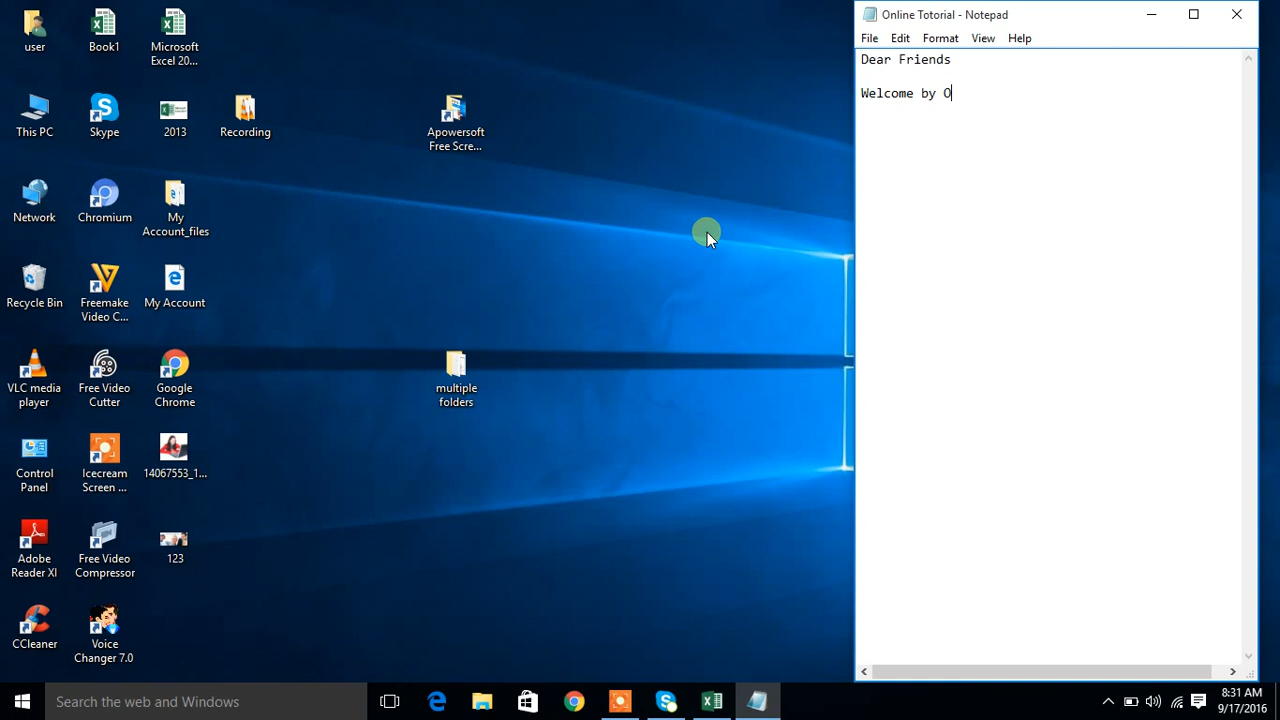 user
Book1
Microsoft
Excel 20...
This PC
Skype
2013
Recording
Apowersoft
Free Scre...
Network
Chromium
My
Account_files
Recycle Bin
Freemake
Video C...
My Account
VLC media
player
Free Video
Cutter
Google
Chrome
multiple
folders
Control
Panel
Icecream
Screen ...
14067553_1...
Adobe
Reader XI
Free Video
Compressor
123
CCleaner
Voice
Changer 7.0
Online Totorial - Notepad
File Edit Format View Help
Dear Friends
Welcome by O
Search the web and Windows
8:31 AM
9/17/2016